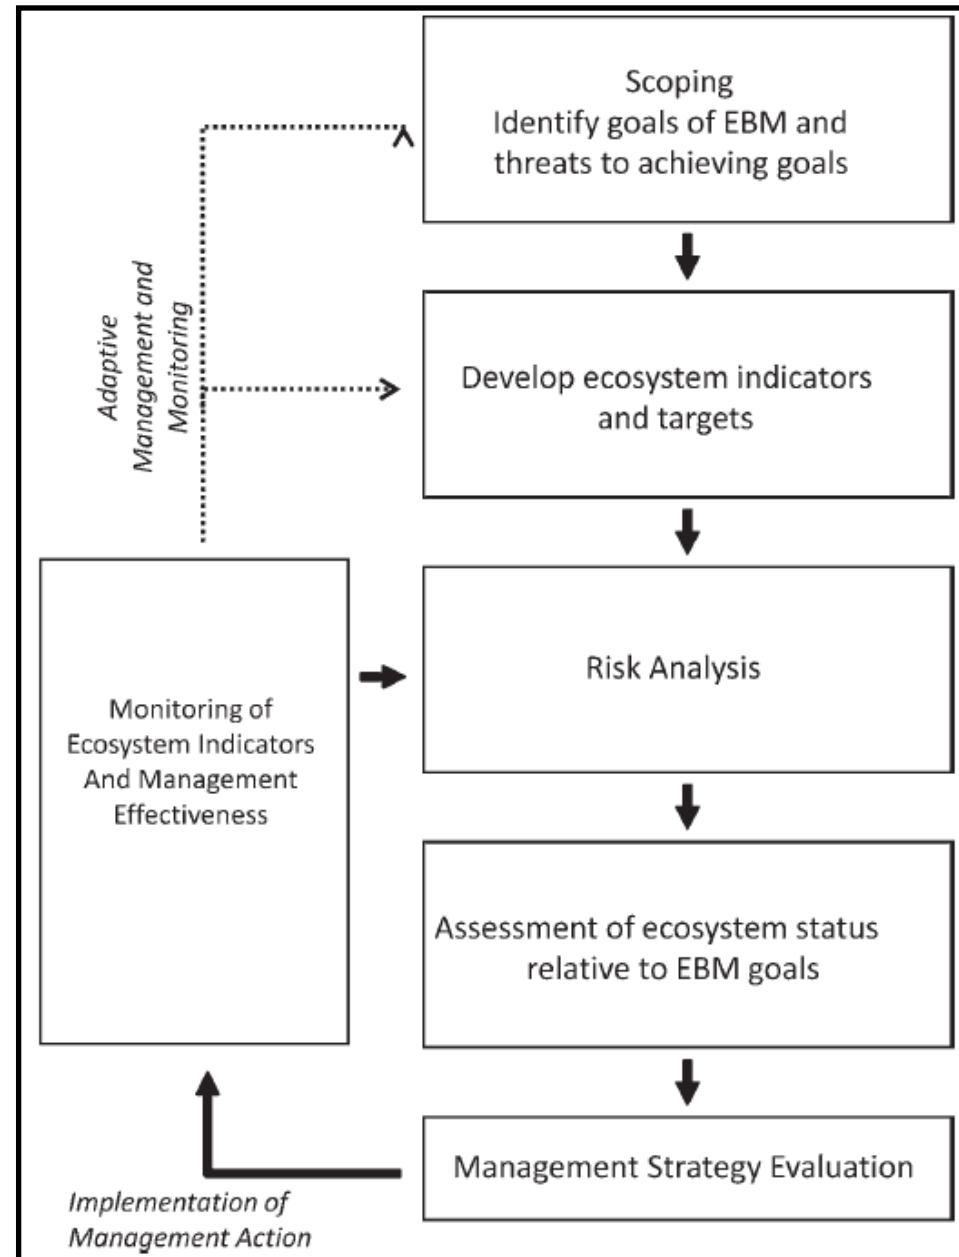 Scoping
Identify goals of EBM and
threats to achieving goals
Adaptive
Management and
Monitoring
Develop ecosystem indicators
and targets
Risk Analysis
Monitoring of
Ecosystem Indicators
And Management
Effectiveness
Assessment of ecosystem status
relative to EBM goals
Management Strategy Evaluation
Implementation of
Management Action